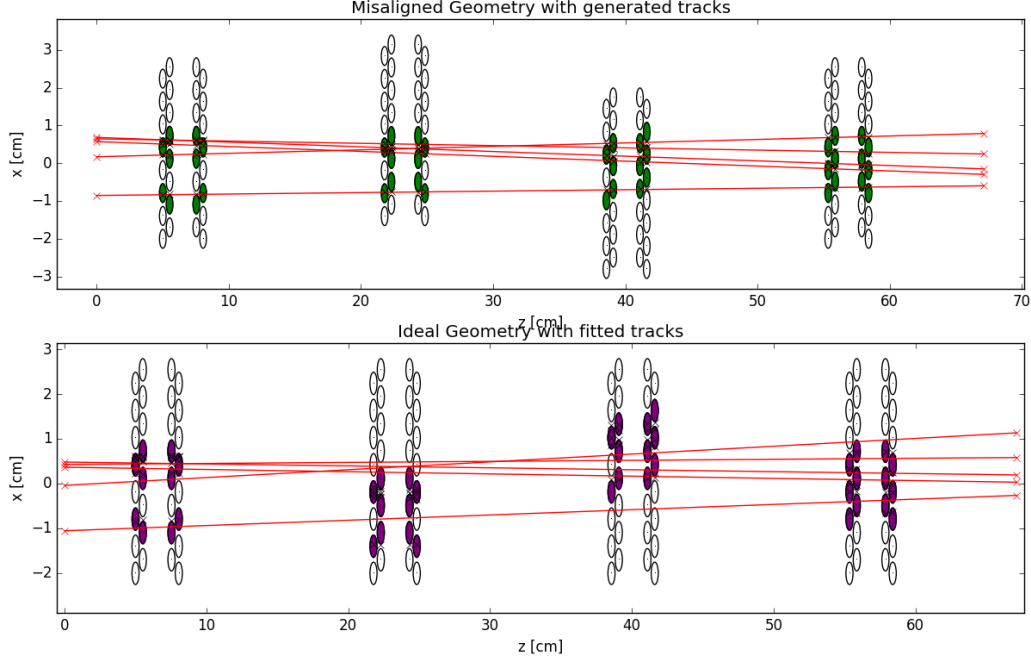 Misaligned Geometry with generated tracks
x [cm]
3
2
1
0
−1
−2
−3
0 10 20 30 40 50 60 70
z [cm]
Ideal Geometry with fitted tracks
x [cm]
3
2
1
0
−1
−2
0 10 20 30 40 50 60
z [cm]